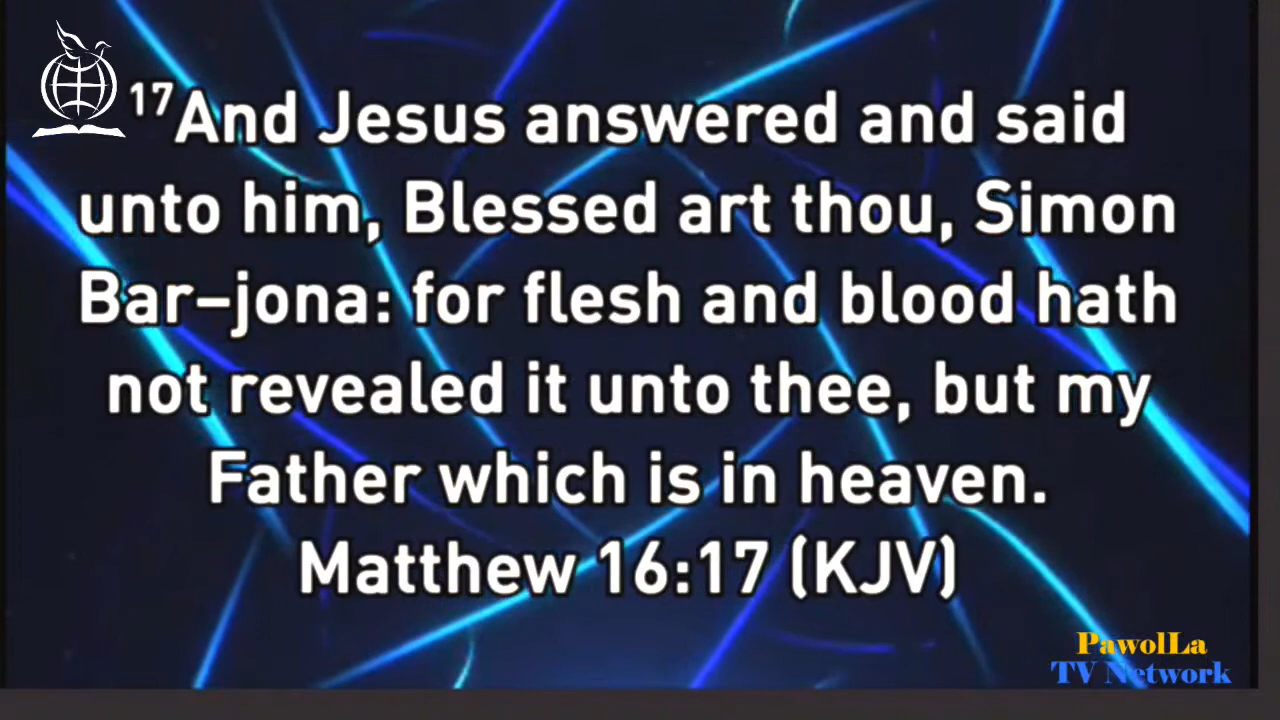 ¹⁷And Jesus answered and said
unto him, Blessed art thou, Simon
Bar–jona: for flesh and blood hath
not revealed it unto thee, but my
Father which is in heaven.
Matthew 16:17 (KJV)
PawolLa
TV Network